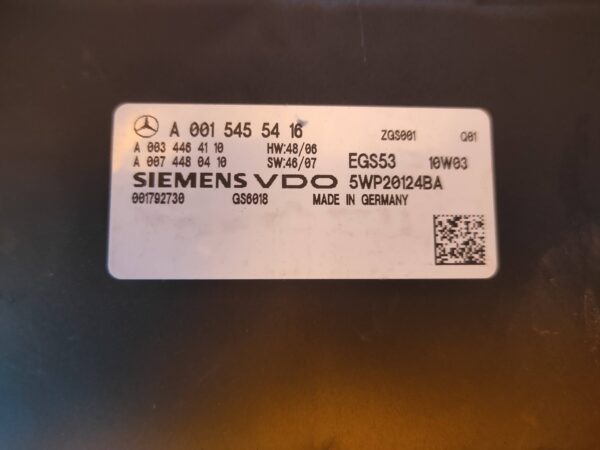 A 001 545 54 16 ZGS001 Q01
A 003 446 41 10 HW:48/06
A 007 448 04 10 SW:46/07 EGS53 10W03
SIEMENS VDO 5WP20124BA
001792730 GS6018 MADE IN GERMANY